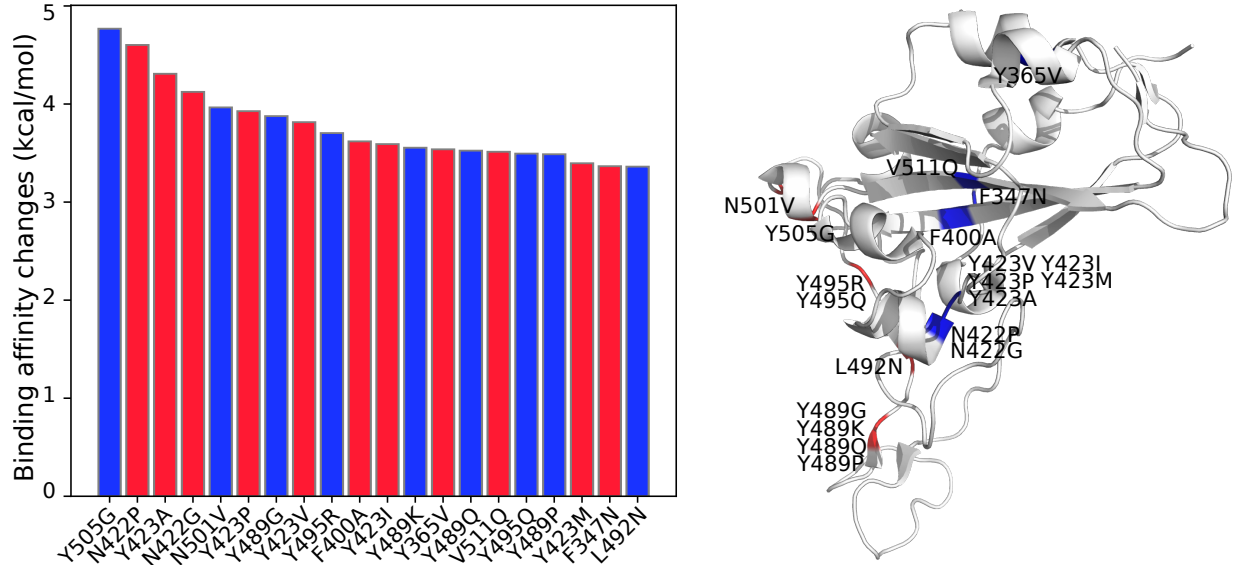 Binding affinity changes (kcal/mol)
5
4
3
2
1
0
Y505G
N422P
Y423A
N422G
N501V
Y423P
Y489G
Y423V
Y495R
F400A
Y423I
Y489K
Y365V
Y489Q
V511Q
Y495Q
Y489P
Y423M
F347N
L492N
Y365V
V511Q
F347N
N501V
Y505G
F400A
Y423V Y423I
Y495R
Y423P Y423M
Y495Q
Y423A
N422P
N422G
L492N
Y489G
Y489K
Y489Q
Y489P